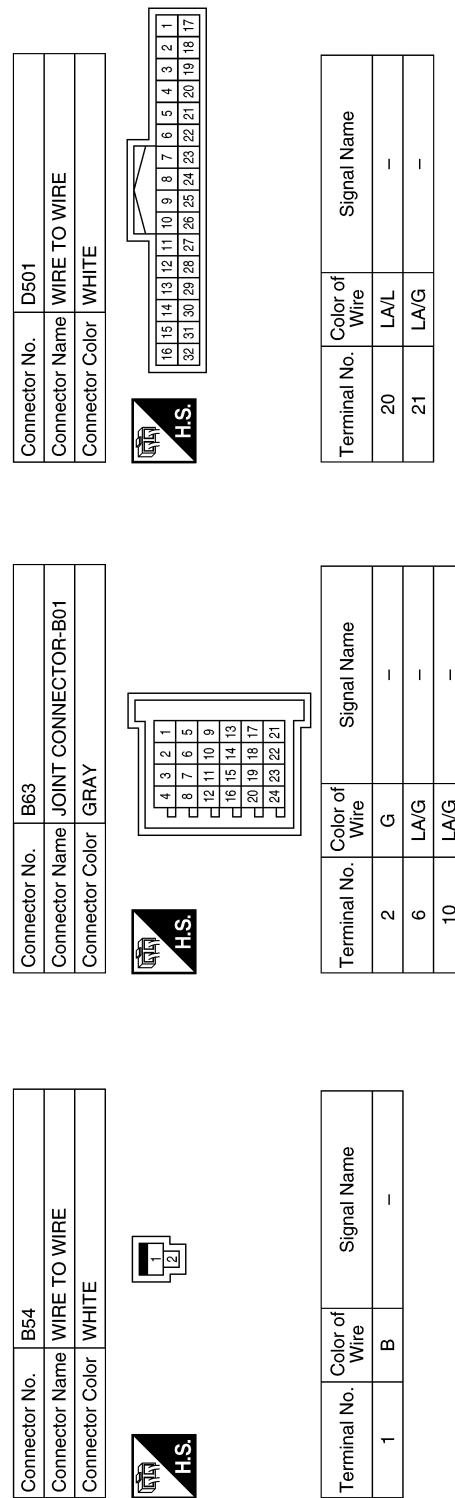 Connector No. B54
Connector Name WIRE TO WIRE
Connector Color WHITE
H.S.
1
2
Terminal No. Color of Wire Signal Name
1 B –
Connector No. B63
Connector Name JOINT CONNECTOR-B01
Connector Color GRAY
H.S.
4 3 2 1
8 7 6 5
12 11 10 9
16 15 14 13
20 19 18 17
24 23 22 21
Terminal No. Color of Wire Signal Name
2 G –
6 LA/G –
10 LA/G –
Connector No. D501
Connector Name WIRE TO WIRE
Connector Color WHITE
H.S.
16 15 14 13 12 11 10 9 8 7 6 5 4 3 2 1
32 31 30 29 28 27 26 25 24 23 22 21 20 19 18 17
Terminal No. Color of Wire Signal Name
20 LA/L –
21 LA/G –